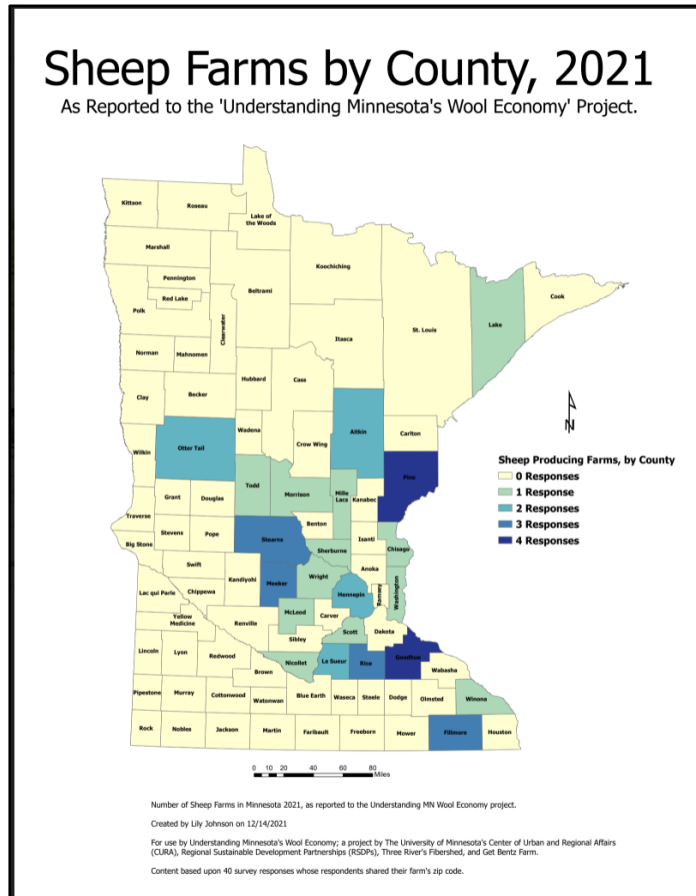 Sheep Farms by County, 2021
As Reported to the 'Understanding Minnesota's Wool Economy' Project.
Kittson
Roseau
Lake of
the Woods
Marshall
Koochiching
Pennington
Red Lake
Beltrami
Cook
Polk
Lake
St. Louis
Clearwater
Itasca
Norman
Mahnomen
Hubbard
Cass
Clay
Becker
Wadena
Aitkin
Carlton
Crow Wing
Otter Tail
Wilkin
Pine
Todd
Morrison
Mille
Lacs
Kanabec
Grant
Douglas
Traverse
Benton
Stevens
Pope
Stearns
Isanti
Big Stone
Sherburne
Chisago
Swift
Anoka
Wright
Kandiyohi
Meeker
Hennepin
Ramsey
Washington
Lac qui Parle
Chippewa
McLeod
Carver
Yellow
Medicine
Renville
Scott
Dakota
Sibley
Lincoln
Lyon
Redwood
Nicollet
Le Sueur
Rice
Goodhue
Brown
Wabasha
Pipestone
Murray
Cottonwood
Watonwan
Blue Earth
Waseca
Steele
Dodge
Olmsted
Winona
Rock
Nobles
Jackson
Martin
Faribault
Freeborn
Mower
Fillmore
Houston
N
Sheep Producing Farms, by County
0 Responses
1 Response
2 Responses
3 Responses
4 Responses
0 10 20 40 60 80
Miles
Number of Sheep Farms in Minnesota 2021, as reported to the Understanding MN Wool Economy project.
Created by Lily Johnson on 12/14/2021
For use by Understanding Minnesota's Wool Economy; a project by The University of Minnesota's Center of Urban and Regional Affairs
(CURA), Regional Sustainable Development Partnerships (RSDPs), Three River's Fibershed, and Get Bentz Farm.
Content based upon 40 survey responses whose respondents shared their farm's zip code.